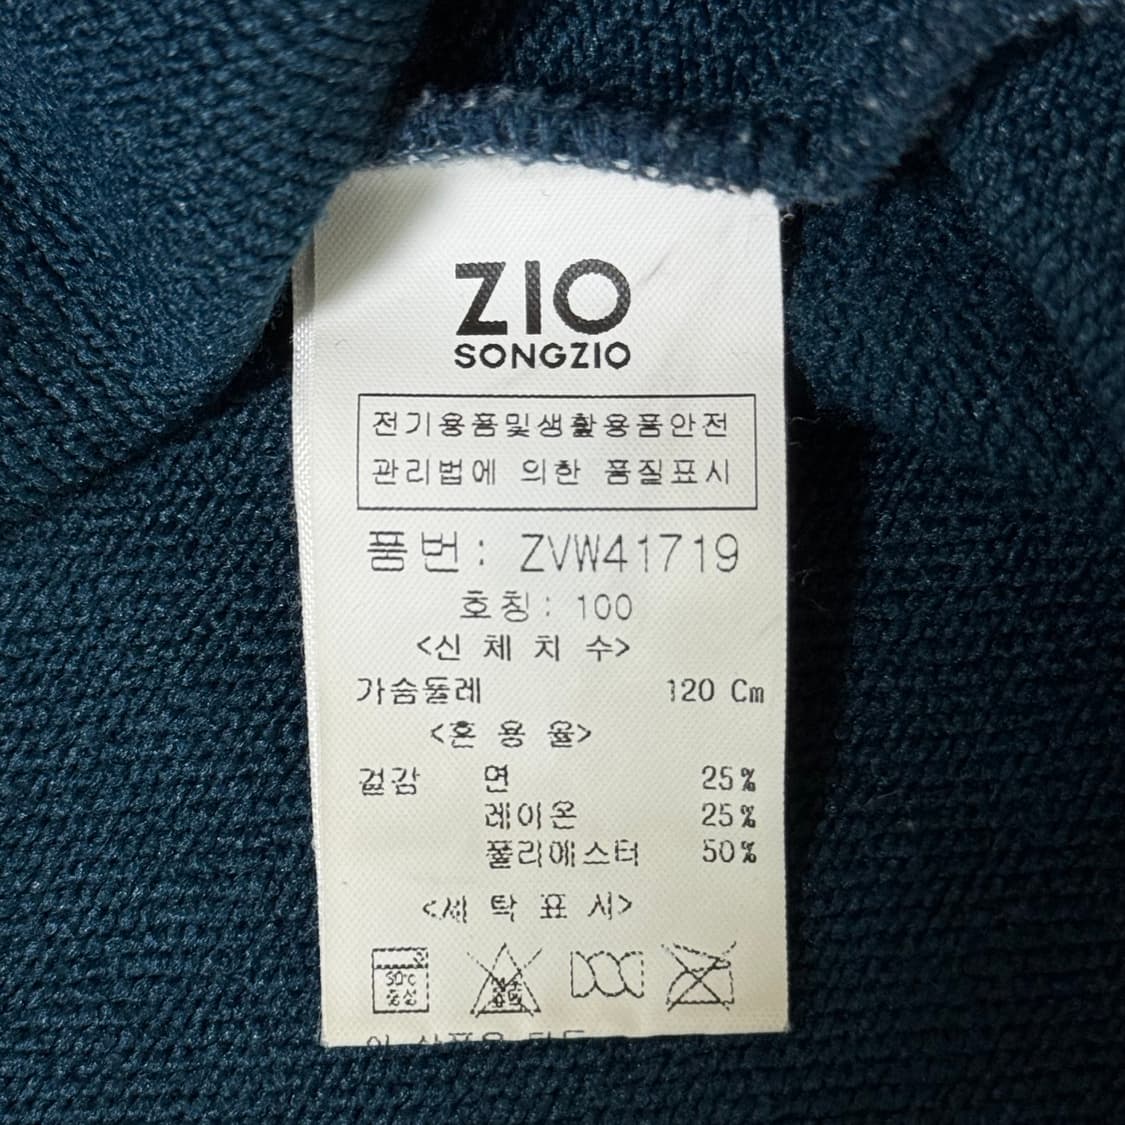 ZIO
SONGZIO
전기용품및생활용품안전
관리법에 의한 품질표시
품번: ZVW41719
호칭: 100
<신 체 치 수>
가슴둘레 120 Cm
<혼 용 율>
겉감 면 25%
레이온 25%
폴리에스터 50%
<세 탁 표 시>
중성